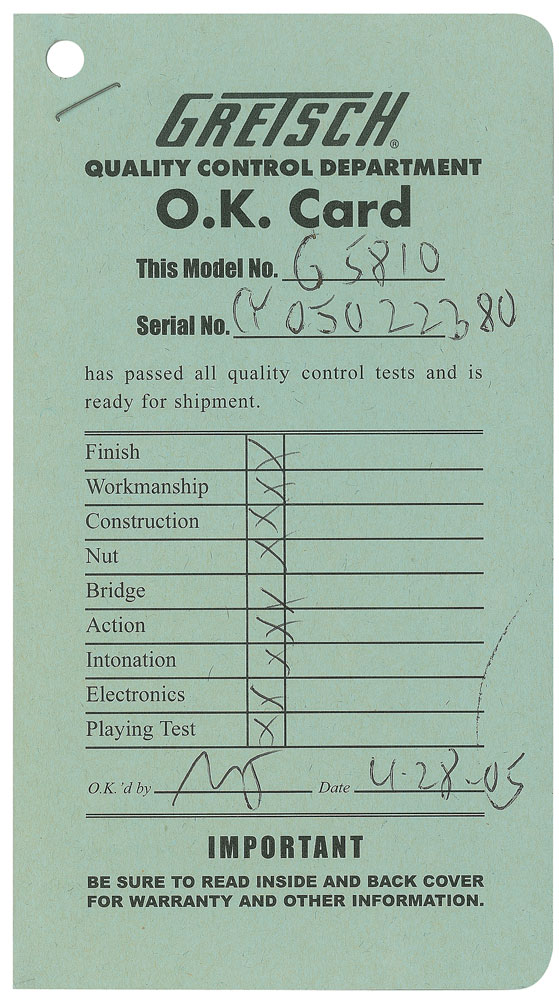 GRETSCH®
QUALITY CONTROL DEPARTMENT
O.K. Card
This Model No. G5810
Serial No. CY05022380
has passed all quality control tests and is
ready for shipment.
Finish X
Workmanship X
Construction X
Nut X
Bridge X
Action X
Intonation X
Electronics X
Playing Test X
O.K.'d by Date 4-28-05
IMPORTANT
BE SURE TO READ INSIDE AND BACK COVER
FOR WARRANTY AND OTHER INFORMATION.